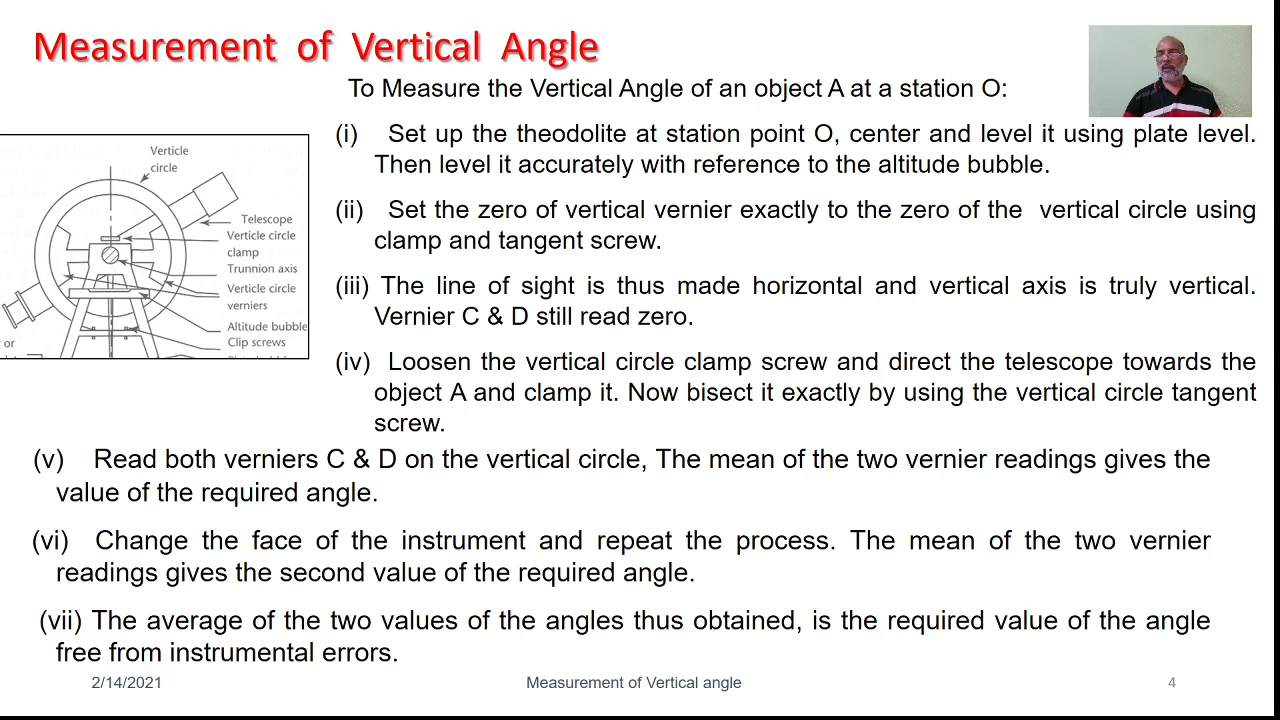 Measurement of Vertical Angle
To Measure the Vertical Angle of an object A at a station O:
(i) Set up the theodolite at station point O, center and level it using plate level.
Then level it accurately with reference to the altitude bubble.
(ii) Set the zero of vertical vernier exactly to the zero of the vertical circle using
clamp and tangent screw.
(iii) The line of sight is thus made horizontal and vertical axis is truly vertical.
Vernier C & D still read zero.
(iv) Loosen the vertical circle clamp screw and direct the telescope towards the
object A and clamp it. Now bisect it exactly by using the vertical circle tangent
screw.
Verticle
circle
Telescope
Verticle circle
clamp
Trunnion axis
Verticle circle
verniers
Altitude bubble
Clip screws
or
(v) Read both verniers C & D on the vertical circle, The mean of the two vernier readings gives the
value of the required angle.
(vi) Change the face of the instrument and repeat the process. The mean of the two vernier
readings gives the second value of the required angle.
(vii) The average of the two values of the angles thus obtained, is the required value of the angle
free from instrumental errors.
2/14/2021
Measurement of Vertical angle
4